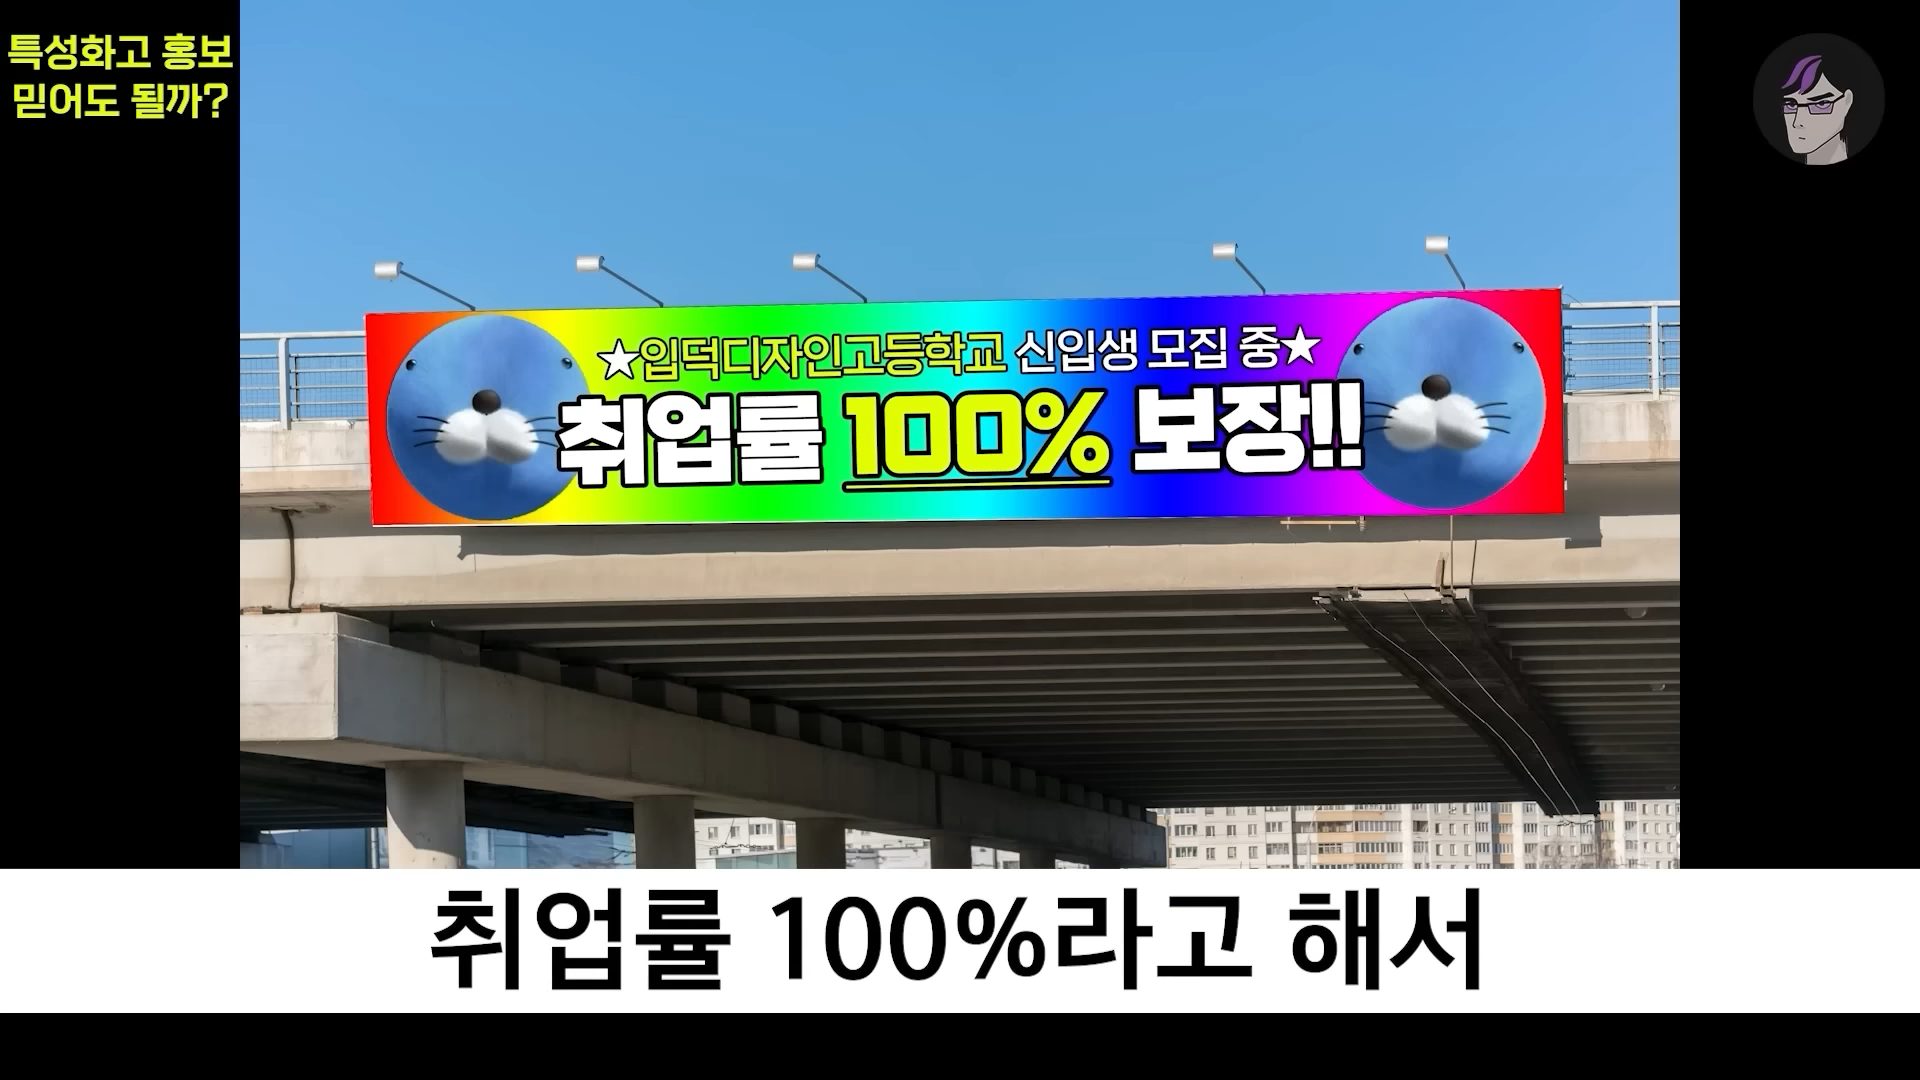 특성화고 홍보
믿어도 될까?
★입덕디자인고등학교 신입생 모집 중★
취업률 100% 보장!!
취업률 100%라고 해서